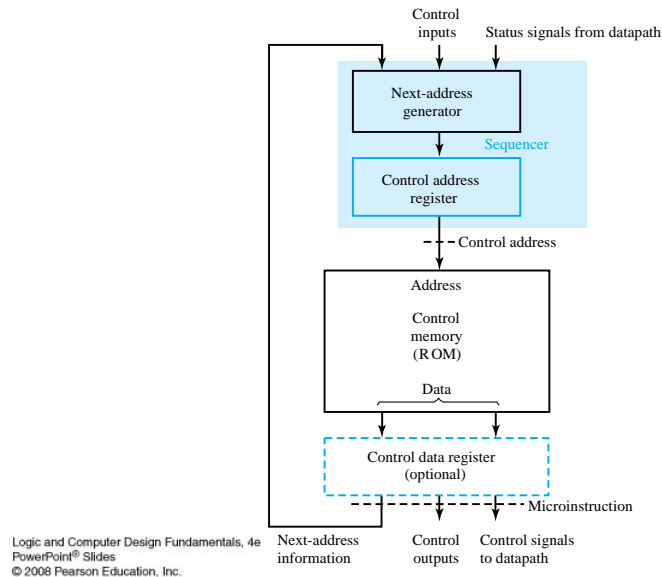 Control
inputs
Status signals from datapath
Next-address
generator
Sequencer
Control address
register
Control address
Address
Control
memory
(ROM)
Data
Control data register
(optional)
Microinstruction
Next-address
information
Control
outputs
Control signals
to datapath
Logic and Computer Design Fundamentals, 4e
PowerPoint® Slides
© 2008 Pearson Education, Inc.